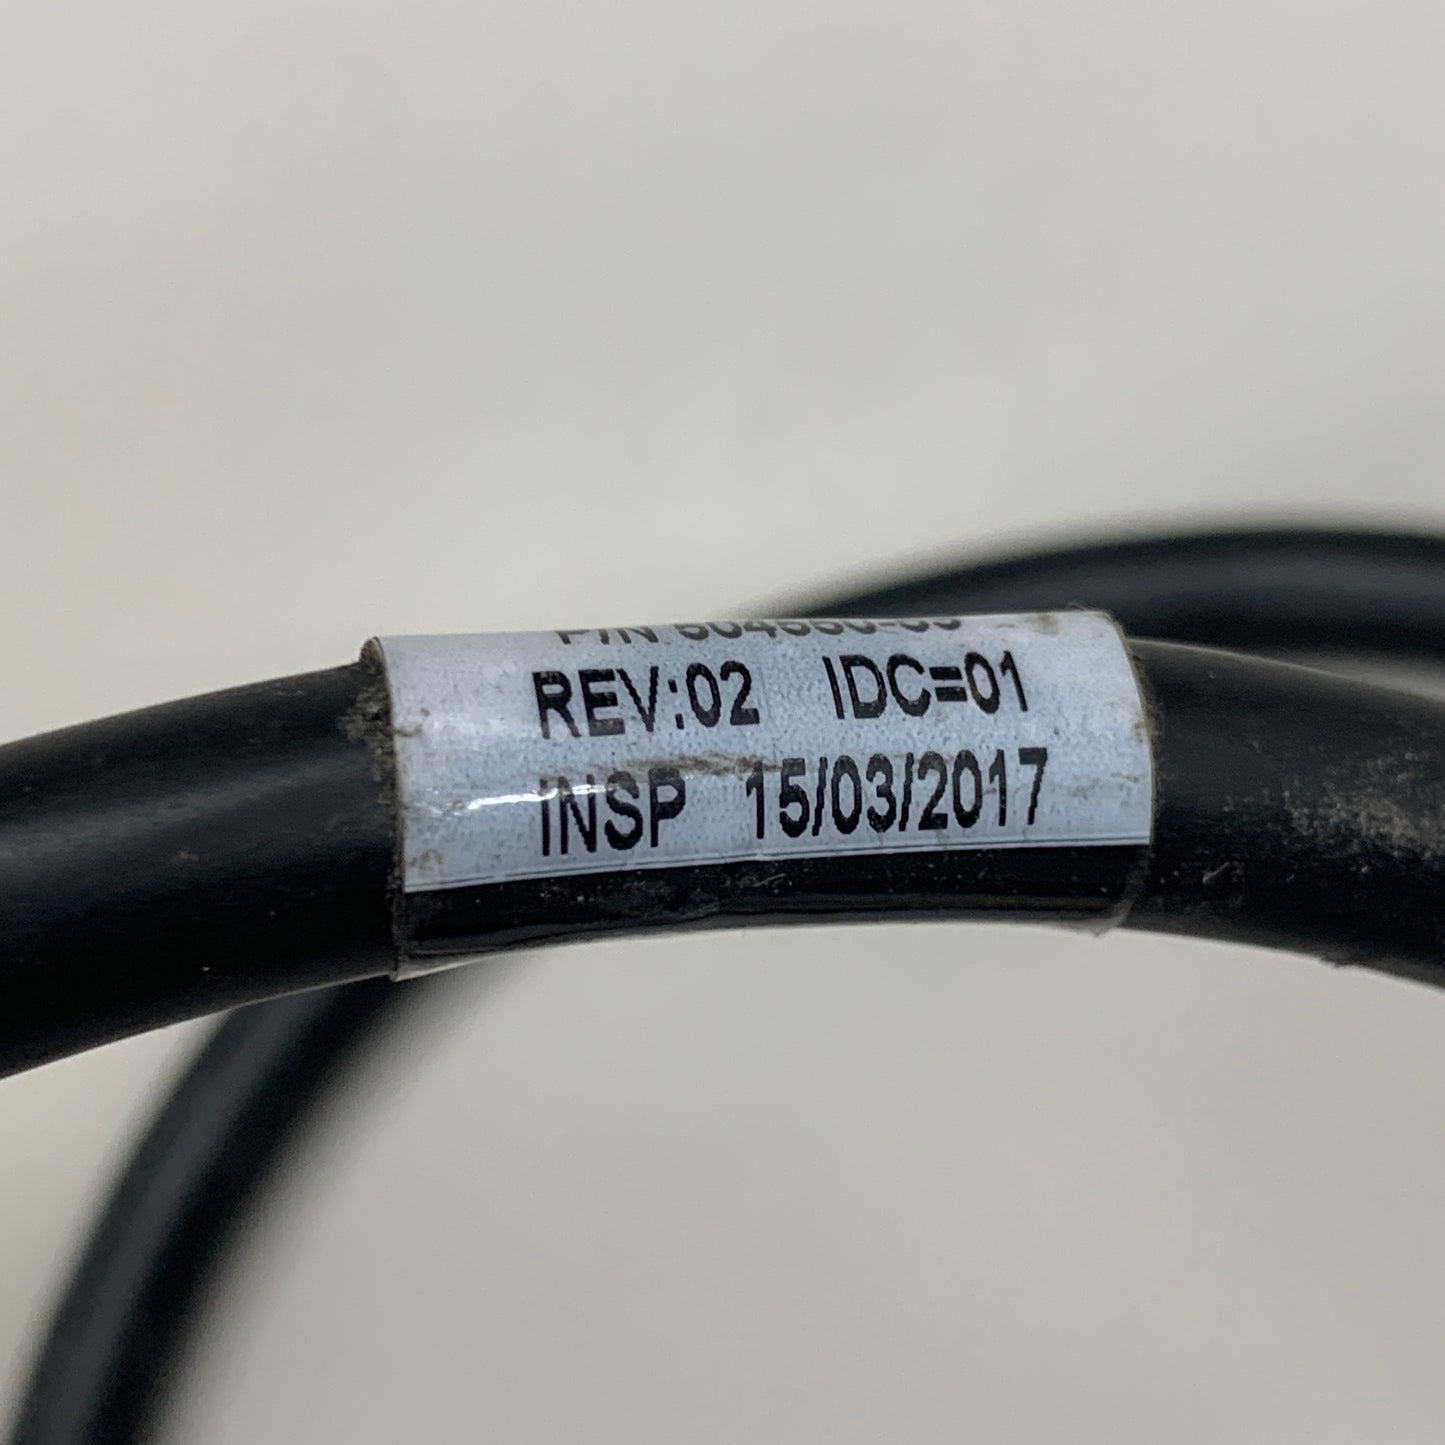 P/N
REV:02 IDC=01
INSP 15/03/2017